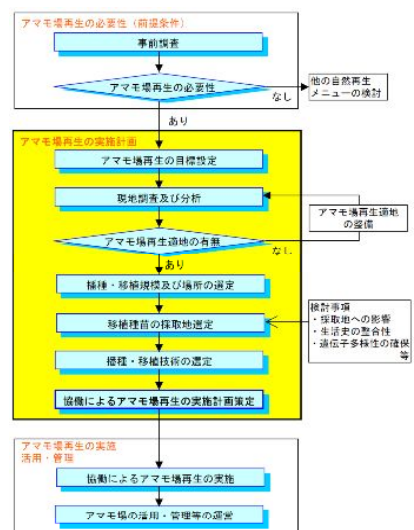 アマモ場再生の必要性（前提条件）
事前調査
アマモ場再生の必要性
なし
他の自然再生
メニューの検討
あり
アマモ場再生の実施計画
アマモ場再生の目標設定
現地調査及び分析
アマモ場再生適地
の整備
アマモ場再生適地の有無
なし
あり
播種・移植規模及び場所の選定
移植種苗の採取地選定
検討事項
・採取地への影響
・生活史の整合性
・遺伝子多様性の確保
等
播種・移植技術の選定
協働によるアマモ場再生の実施計画策定
アマモ場再生の実施
活用・管理
協働によるアマモ場再生の実施
アマモ場の活用・管理等の運営